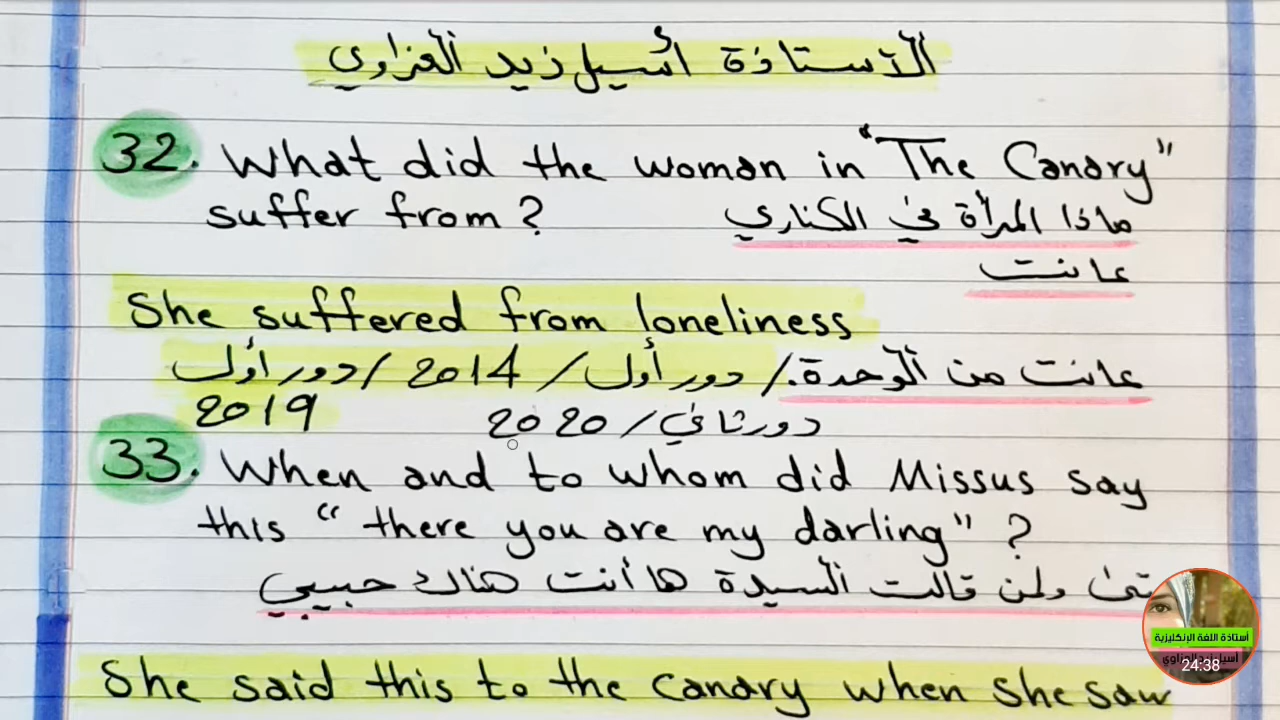 الأستاذة أسيل زيد العزاوي
32. What did the woman in "The Canary"
suffer from?
ماذا المرأة في الكناري
عانت
She suffered from loneliness
عانت من الوحدة. / دور أول / 2014 / دور أول
2019
دور ثاني / 2020
33. When and to whom did Missus say
this " there you are my darling" ?
متى ولمن قالت السيدة ها أنت هناك حبيبي
She said this to the canary when she saw
أستاذة اللغة الإنكليزية
أسيل زيد العزاوي
24:38